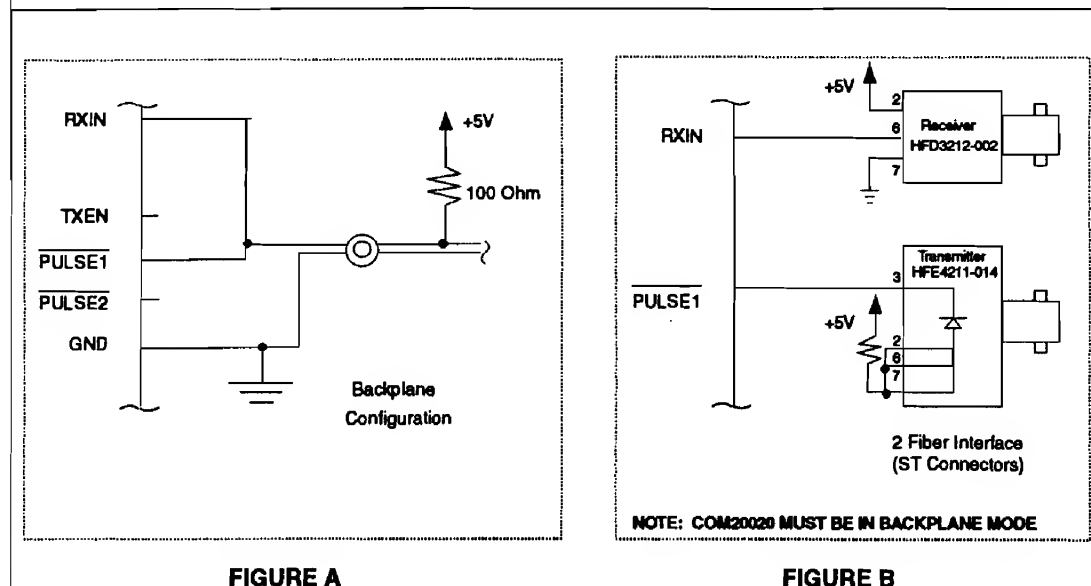 RXIN
TXEN
PULSE1
PULSE2
GND
+5V
100 Ohm
Backplane
Configuration
FIGURE A
+5V
RXIN
2
6
7
Receiver
HFD3212-002
Transmitter
HFE4211-014
3
PULSE1
+5V
2
6
7
2 Fiber Interface
(ST Connectors)
NOTE: COM20020 MUST BE IN BACKPLANE MODE
FIGURE B